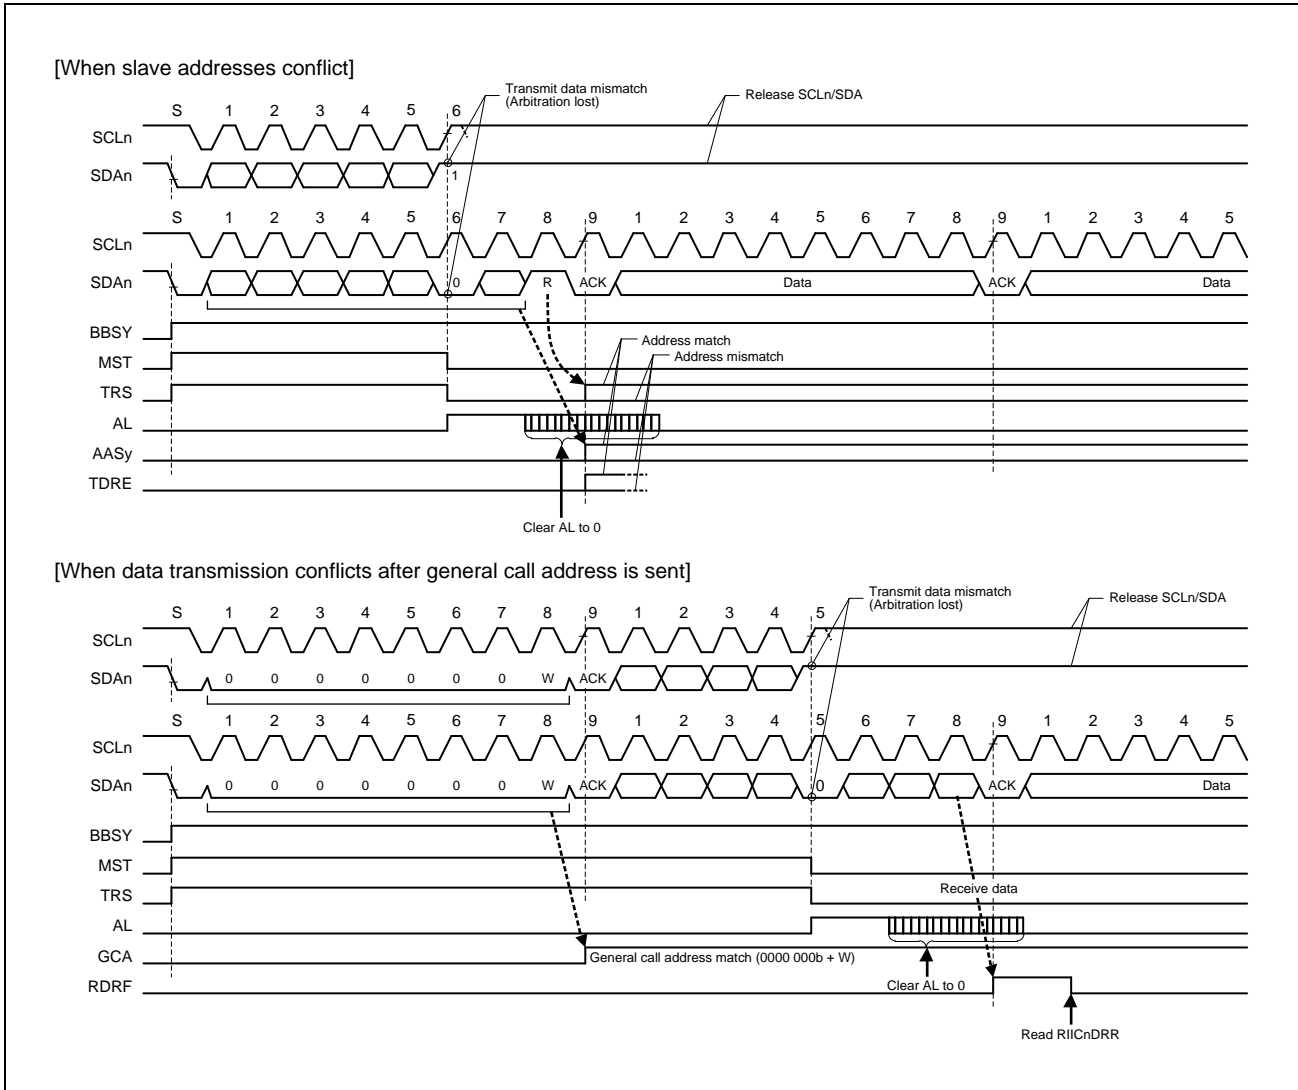 [When slave addresses conflict]
Transmit data mismatch
(Arbitration lost)
Release SCLn/SDA
S 1 2 3 4 5 6
SCLn
SDAn 1
S 1 2 3 4 5 6 7 8 9 1 2 3 4 5 6 7 8 9 1 2 3 4 5
SCLn
SDAn 0 R ACK Data ACK Data
BBSY
Address match
MST Address mismatch
TRS
AL
AASy
TDRE
Clear AL to 0
[When data transmission conflicts after general call address is sent]
Transmit data mismatch
(Arbitration lost)
Release SCLn/SDA
S 1 2 3 4 5 6 7 8 9 1 2 3 4 5
SCLn
SDAn 0 0 0 0 0 0 0 W ACK
S 1 2 3 4 5 6 7 8 9 1 2 3 4 5 6 7 8 9 1 2 3 4 5
SCLn
SDAn 0 0 0 0 0 0 0 W ACK 0 ACK Data
BBSY
MST
TRS Receive data
AL
GCA General call address match (0000 000b + W)
RDRF Clear AL to 0
Read RIICnDRR